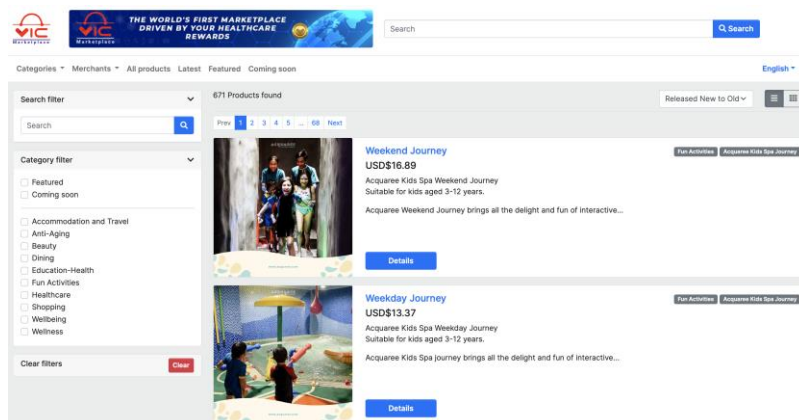 VIC
Marketplace
VIC
Marketplace
THE WORLD'S FIRST MARKETPLACE
DRIVEN BY YOUR HEALTHCARE
REWARDS
Search
Search
Categories
Merchants
All products
Latest
Featured
Coming soon
English
Search filter
Search
Category filter
Featured
Coming soon
Accommodation and Travel
Anti-Aging
Beauty
Dining
Education-Health
Fun Activities
Healthcare
Shopping
Wellbeing
Wellness
Clear filters
Clear
671 Products found
Released New to Old
Prev 1 2 3 4 5 ... 68 Next
Weekend Journey
Fun Activities
Acquaree Kids Spa Journey
USD$16.89
Acquaree Kids Spa Weekend Journey
Suitable for kids aged 3-12 years.
Acquaree Weekend Journey brings all the delight and fun of interactive...
Details
Weekday Journey
Fun Activities
Acquaree Kids Spa Journey
USD$13.37
Acquaree Kids Spa Weekday Journey
Suitable for kids aged 3-12 years.
Acquaree Kids Spa journey brings all the delight and fun of interactive...
Details